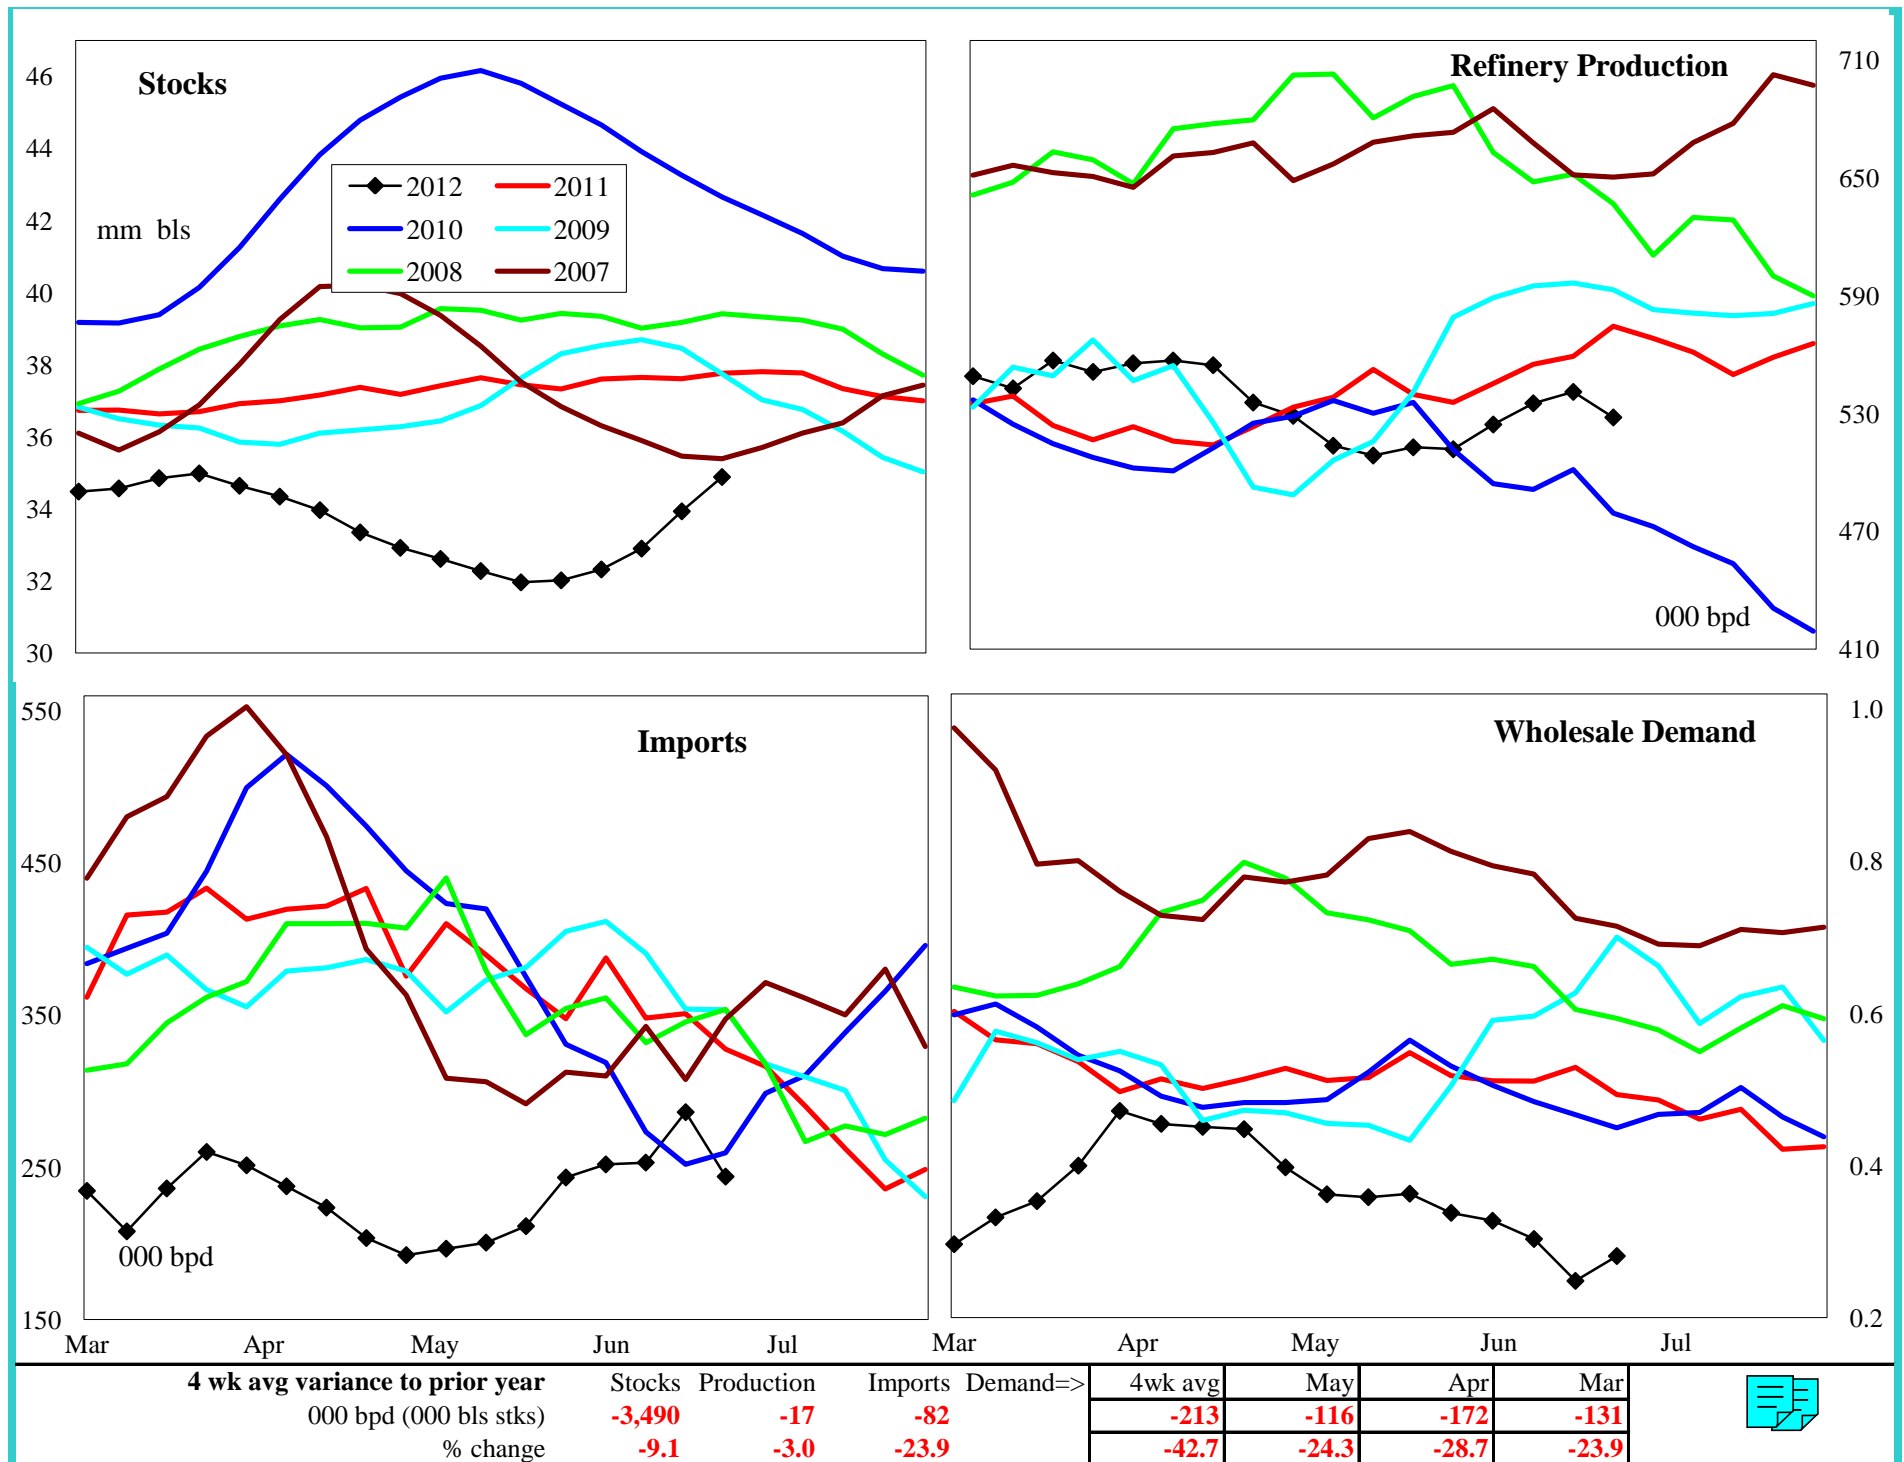 Stocks
46
44
42
40
38
36
34
32
30
mm bls
2012 2011
2010 2009
2008 2007
Refinery Production
710
650
590
530
470
410
000 bpd
Imports
550
450
350
250
150
000 bpd
Mar Apr May Jun Jul
Wholesale Demand
1.0
0.8
0.6
0.4
0.2
Mar Apr May Jun Jul
4 wk avg variance to prior year Stocks Production Imports Demand=> 4wk avg May Apr Mar
000 bpd (000 bls stks) -3,490 -17 -82 -213 -116 -172 -131
% change -9.1 -3.0 -23.9 -42.7 -24.3 -28.7 -23.9